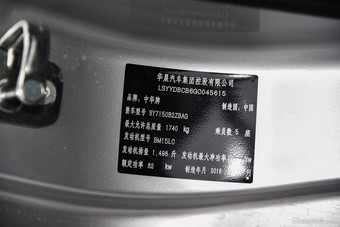 华晨汽车集团控股有限公司
LSYYDBCB6GC045615
品牌：中华牌 制造国：中国
整车型号 SY7150B2ZBAG
最大允许总质量 1740 kg 乘员数 5 座
发动机型号 BM15LC
发动机排量 1.498 升 发动机最大净功率
额定功率 82 kw 制造年月 2016